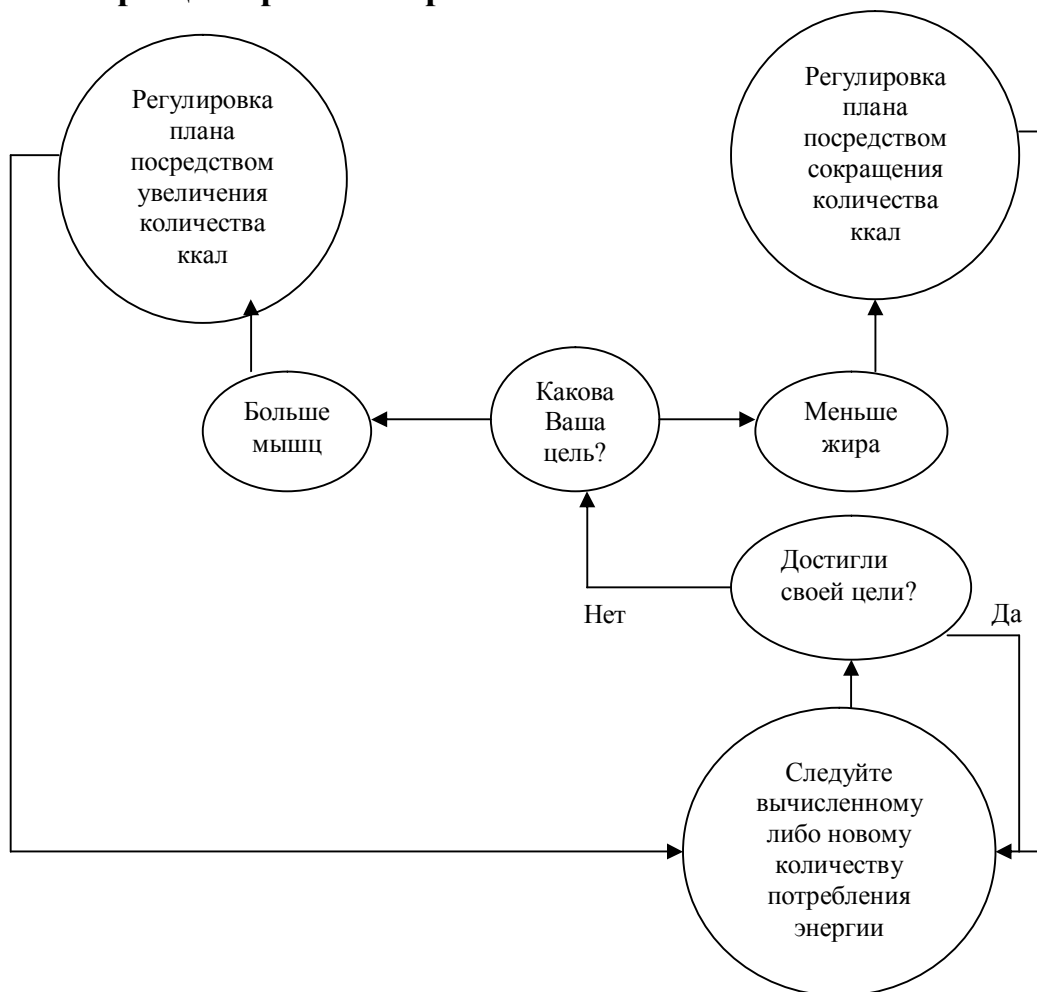 Регулировка
плана
посредством
увеличения
количества
ккал
Регулировка
плана
посредством
сокращения
количества
ккал
Больше
мышц
Какова
Ваша
цель?
Меньше
жира
Достигли
своей цели?
Нет
Да
Следуйте
вычисленному
либо новому
количеству
потребления
энергии